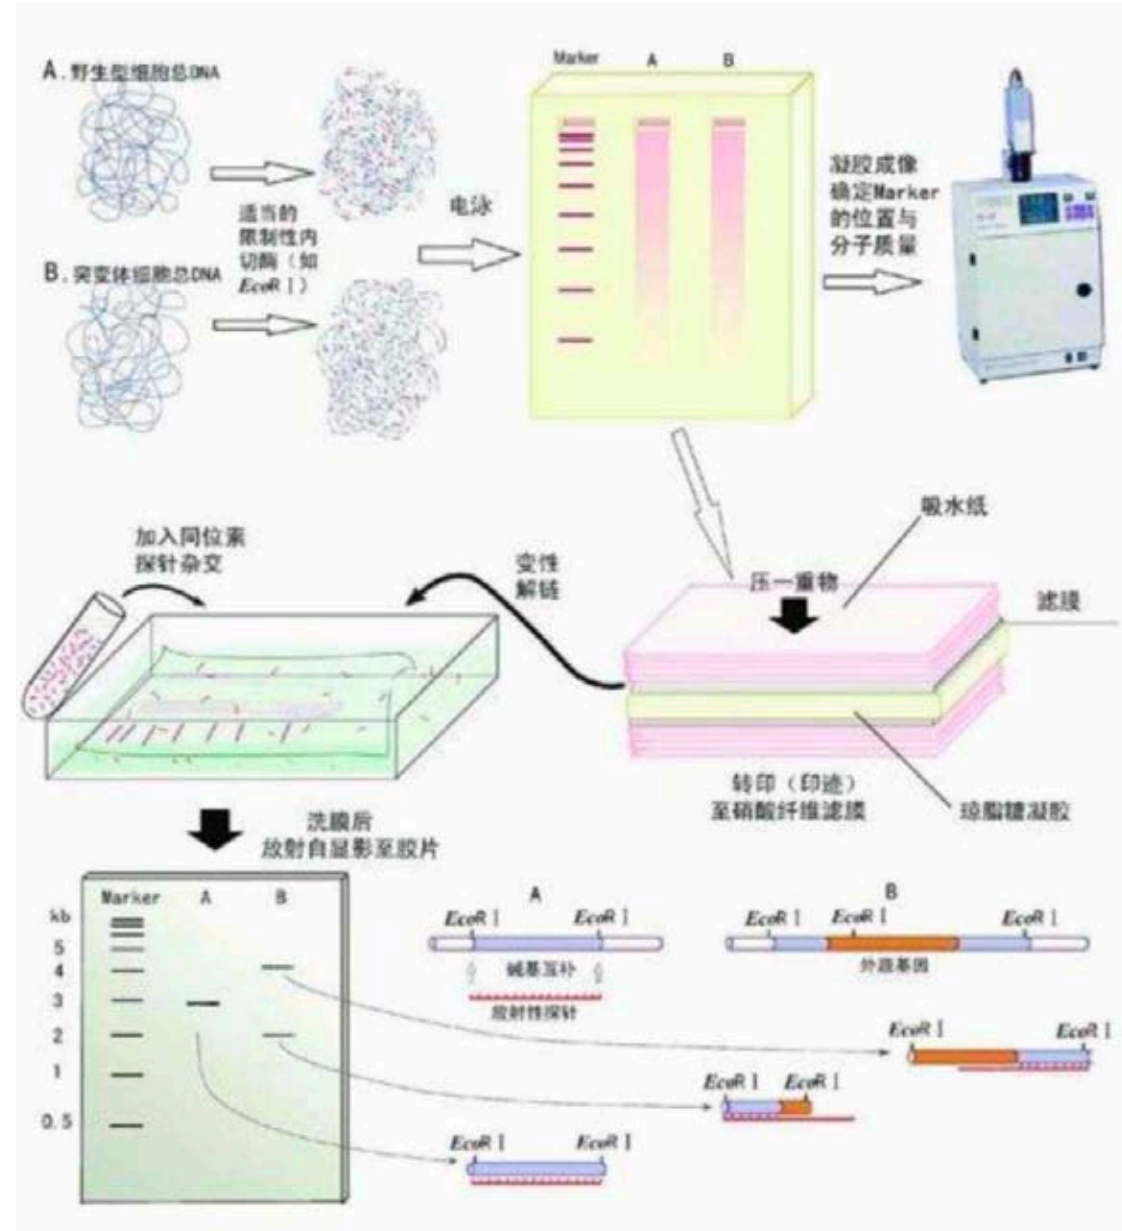 A.野生型细胞总DNA
适当的
限制性内
切酶（如
EcoR I）
B.突变体细胞总DNA
电泳
Marker A B
凝胶成像
确定Marker
的位置与
分子质量
加入同位素
探针杂交
变性
解链
压一重物
吸水纸
滤膜
转印（印迹）
至硝酸纤维滤膜
琼脂糖凝胶
洗膜后
放射自显影至胶片
Marker A B
kb
5
4
3
2
1
0.5
A
EcoR I EcoR I
碱基互补
放射性探针
B
EcoR I EcoR I EcoR I
外源基因
EcoR I EcoR I
EcoR I EcoR I
EcoR I EcoR I